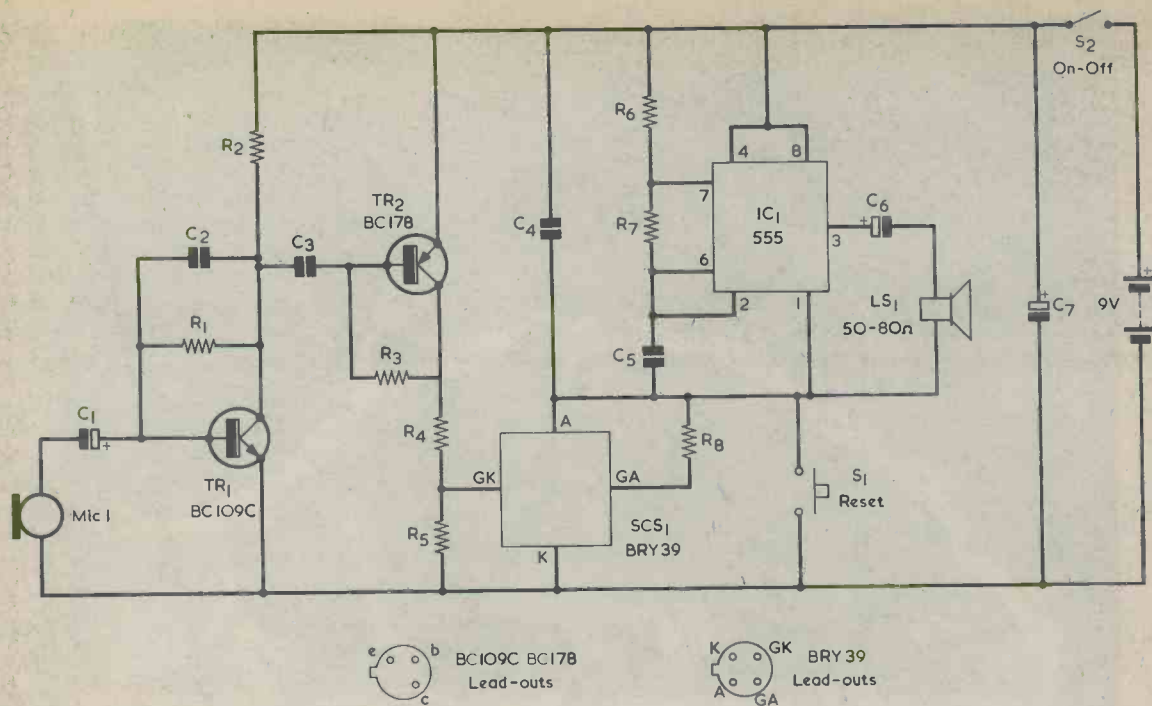 S2
On-Off
R2
R6
4 8
7
IC1
555
C6
+
3
R7
6
2 1
C2
C3
TR2
BC178
C4
LS1
50-80Ω
+
C7
+
9V
R1
R3
C5
C1
+
R4
A
R8
GK GA
S1
Reset
TR1
BC109C
Mic 1
R5
K
SCS1
BRY39
e b
c
BC109C BC178
Lead-outs
K GK
A GA
BRY39
Lead-outs